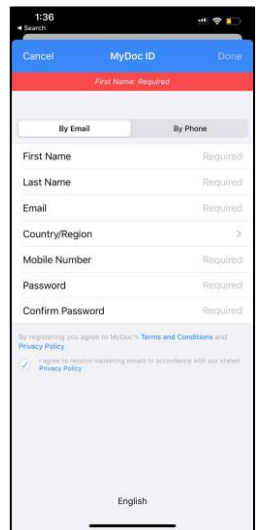 1:36
Search
Cancel MyDoc ID Done
First Name: Required
By Email By Phone
First Name Required
Last Name Required
Email Required
Country/Region
Mobile Number Required
Password Required
Confirm Password Required
By registering you agree to MyDoc's Terms and Conditions and
Privacy Policy
I agree to receive marketing emails in accordance with our stated
Privacy Policy
English